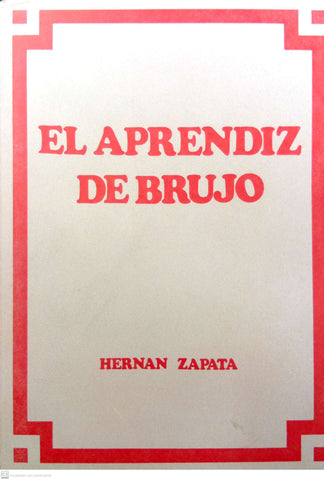 EL APRENDIZ
DE BRUJO
HERNAN ZAPATA